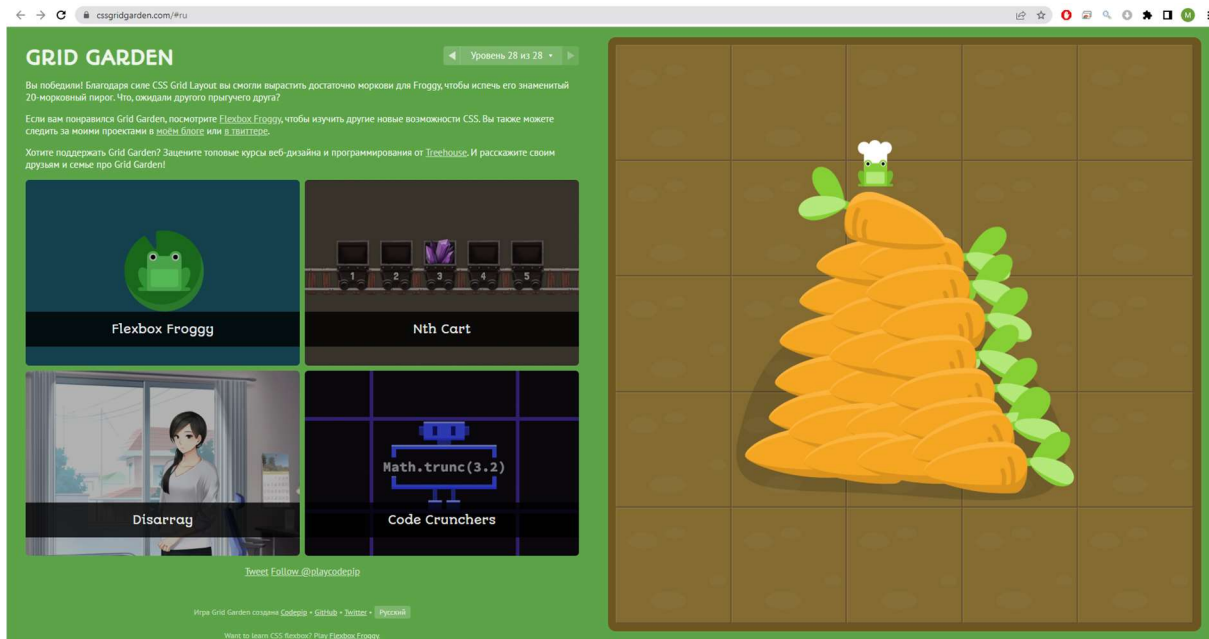 cssgridgarden.com/#ru
M
GRID GARDEN
◀ Уровень 28 из 28 ▾ ▶
Вы победили! Благодаря силе CSS Grid Layout вы смогли вырастить достаточно моркови для Froggy, чтобы испечь его знаменитый
20-морковный пирог. Что, ожидали другого прыгучего друга?
Если вам понравился Grid Garden, посмотрите Flexbox Froggy, чтобы изучить другие новые возможности CSS. Вы также можете
следить за моими проектами в моём блоге или в твиттере.
Хотите поддержать Grid Garden? Зацените топовые курсы веб-дизайна и программирования от Treehouse. И расскажите своим
друзьям и семье про Grid Garden!
Flexbox Froggy
1 2 3 4 5
Nth Cart
Disarray
Math.trunc(3.2)
Code Crunchers
Tweet Follow @playcodepip
Игра Grid Garden создана Codepip • GitHub • Twitter • Русский
Want to learn CSS flexbox? Play Flexbox Froggy.